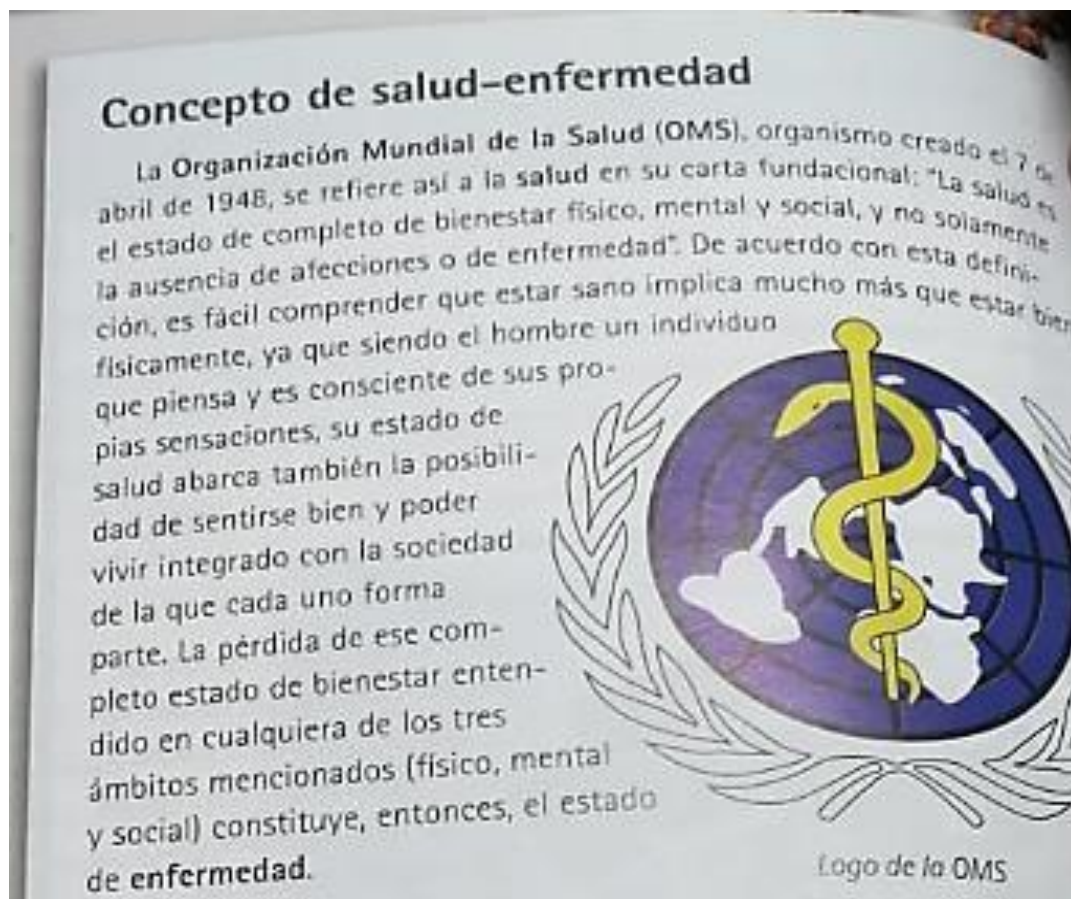 Concepto de salud-enfermedad
La Organización Mundial de la Salud (OMS), organismo creado el 7 de
abril de 1948, se refiere así a la salud en su carta fundacional: "La salud es
el estado de completo de bienestar físico, mental y social, y no solamente
la ausencia de afecciones o de enfermedad". De acuerdo con esta defini-
ción, es fácil comprender que estar sano implica mucho más que estar bien
físicamente, ya que siendo el hombre un individuo
que piensa y es consciente de sus pro-
pias sensaciones, su estado de
salud abarca también la posibili-
dad de sentirse bien y poder
vivir integrado con la sociedad
de la que cada uno forma
parte. La pérdida de ese com-
pleto estado de bienestar enten-
dido en cualquiera de los tres
ámbitos mencionados (físico, mental
y social) constituye, entonces, el estado
de enfermedad.
Logo de la OMS